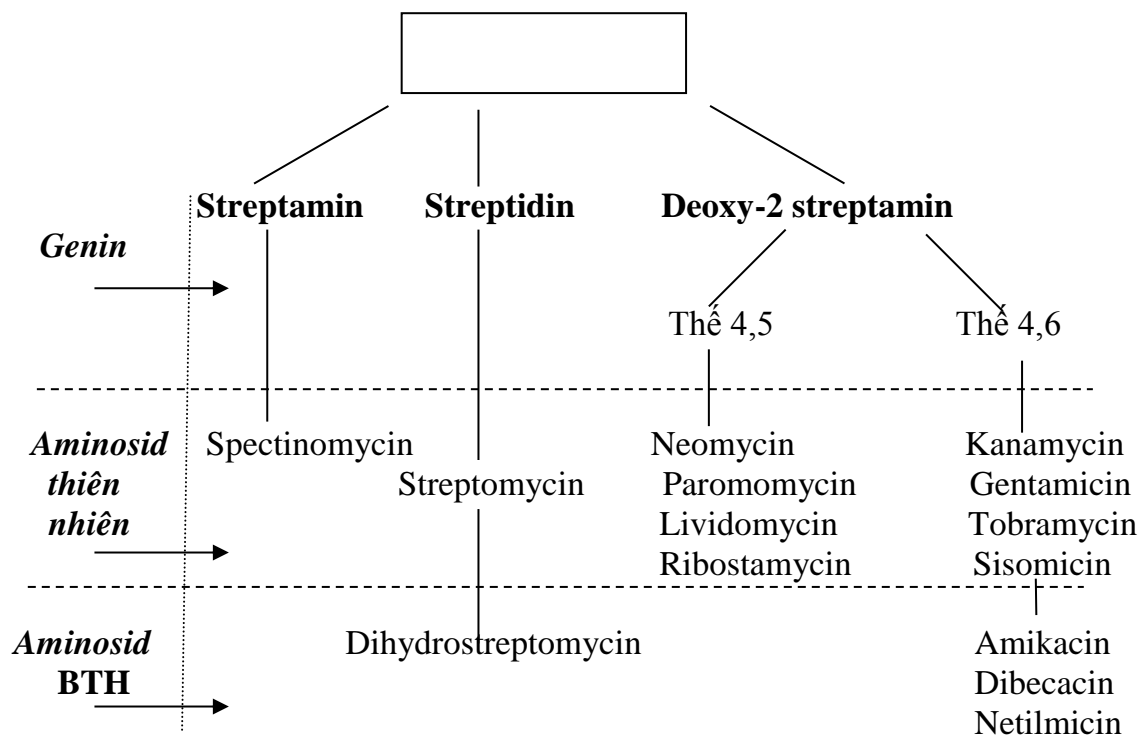 Streptamin Streptidin Deoxy-2 streptamin
Genin
Thế 4,5 Thế 4,6
Aminosid Spectinomycin Neomycin Kanamycin
thiên Streptomycin Paromomycin Gentamicin
nhiên Lividomycin Tobramycin
Ribostamycin Sisomicin
Aminosid Dihydrostreptomycin Amikacin
BTH Dibecacin
Netilmicin